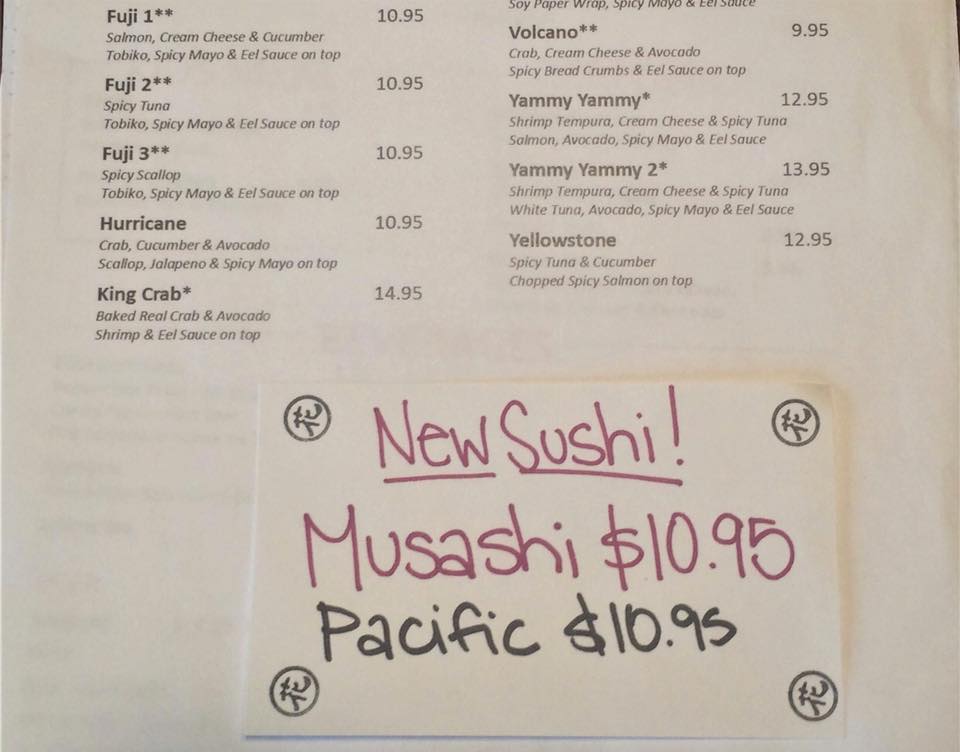 Fuji 1** 10.95
Salmon, Cream Cheese & Cucumber
Tobiko, Spicy Mayo & Eel Sauce on top
Fuji 2** 10.95
Spicy Tuna
Tobiko, Spicy Mayo & Eel Sauce on top
Fuji 3** 10.95
Spicy Scallop
Tobiko, Spicy Mayo & Eel Sauce on top
Hurricane 10.95
Crab, Cucumber & Avocado
Scallop, Jalapeno & Spicy Mayo on top
King Crab* 14.95
Baked Real Crab & Avocado
Shrimp & Eel Sauce on top
Soy Paper Wrap, Spicy Mayo & Eel Sauce
Volcano** 9.95
Crab, Cream Cheese & Avocado
Spicy Bread Crumbs & Eel Sauce on top
Yammy Yammy* 12.95
Shrimp Tempura, Cream Cheese & Spicy Tuna
Salmon, Avocado, Spicy Mayo & Eel Sauce
Yammy Yammy 2* 13.95
Shrimp Tempura, Cream Cheese & Spicy Tuna
White Tuna, Avocado, Spicy Mayo & Eel Sauce
Yellowstone 12.95
Spicy Tuna & Cucumber
Chopped Spicy Salmon on top
花 花
New Sushi!
Musashi $10.95
Pacific $10.95
花 花